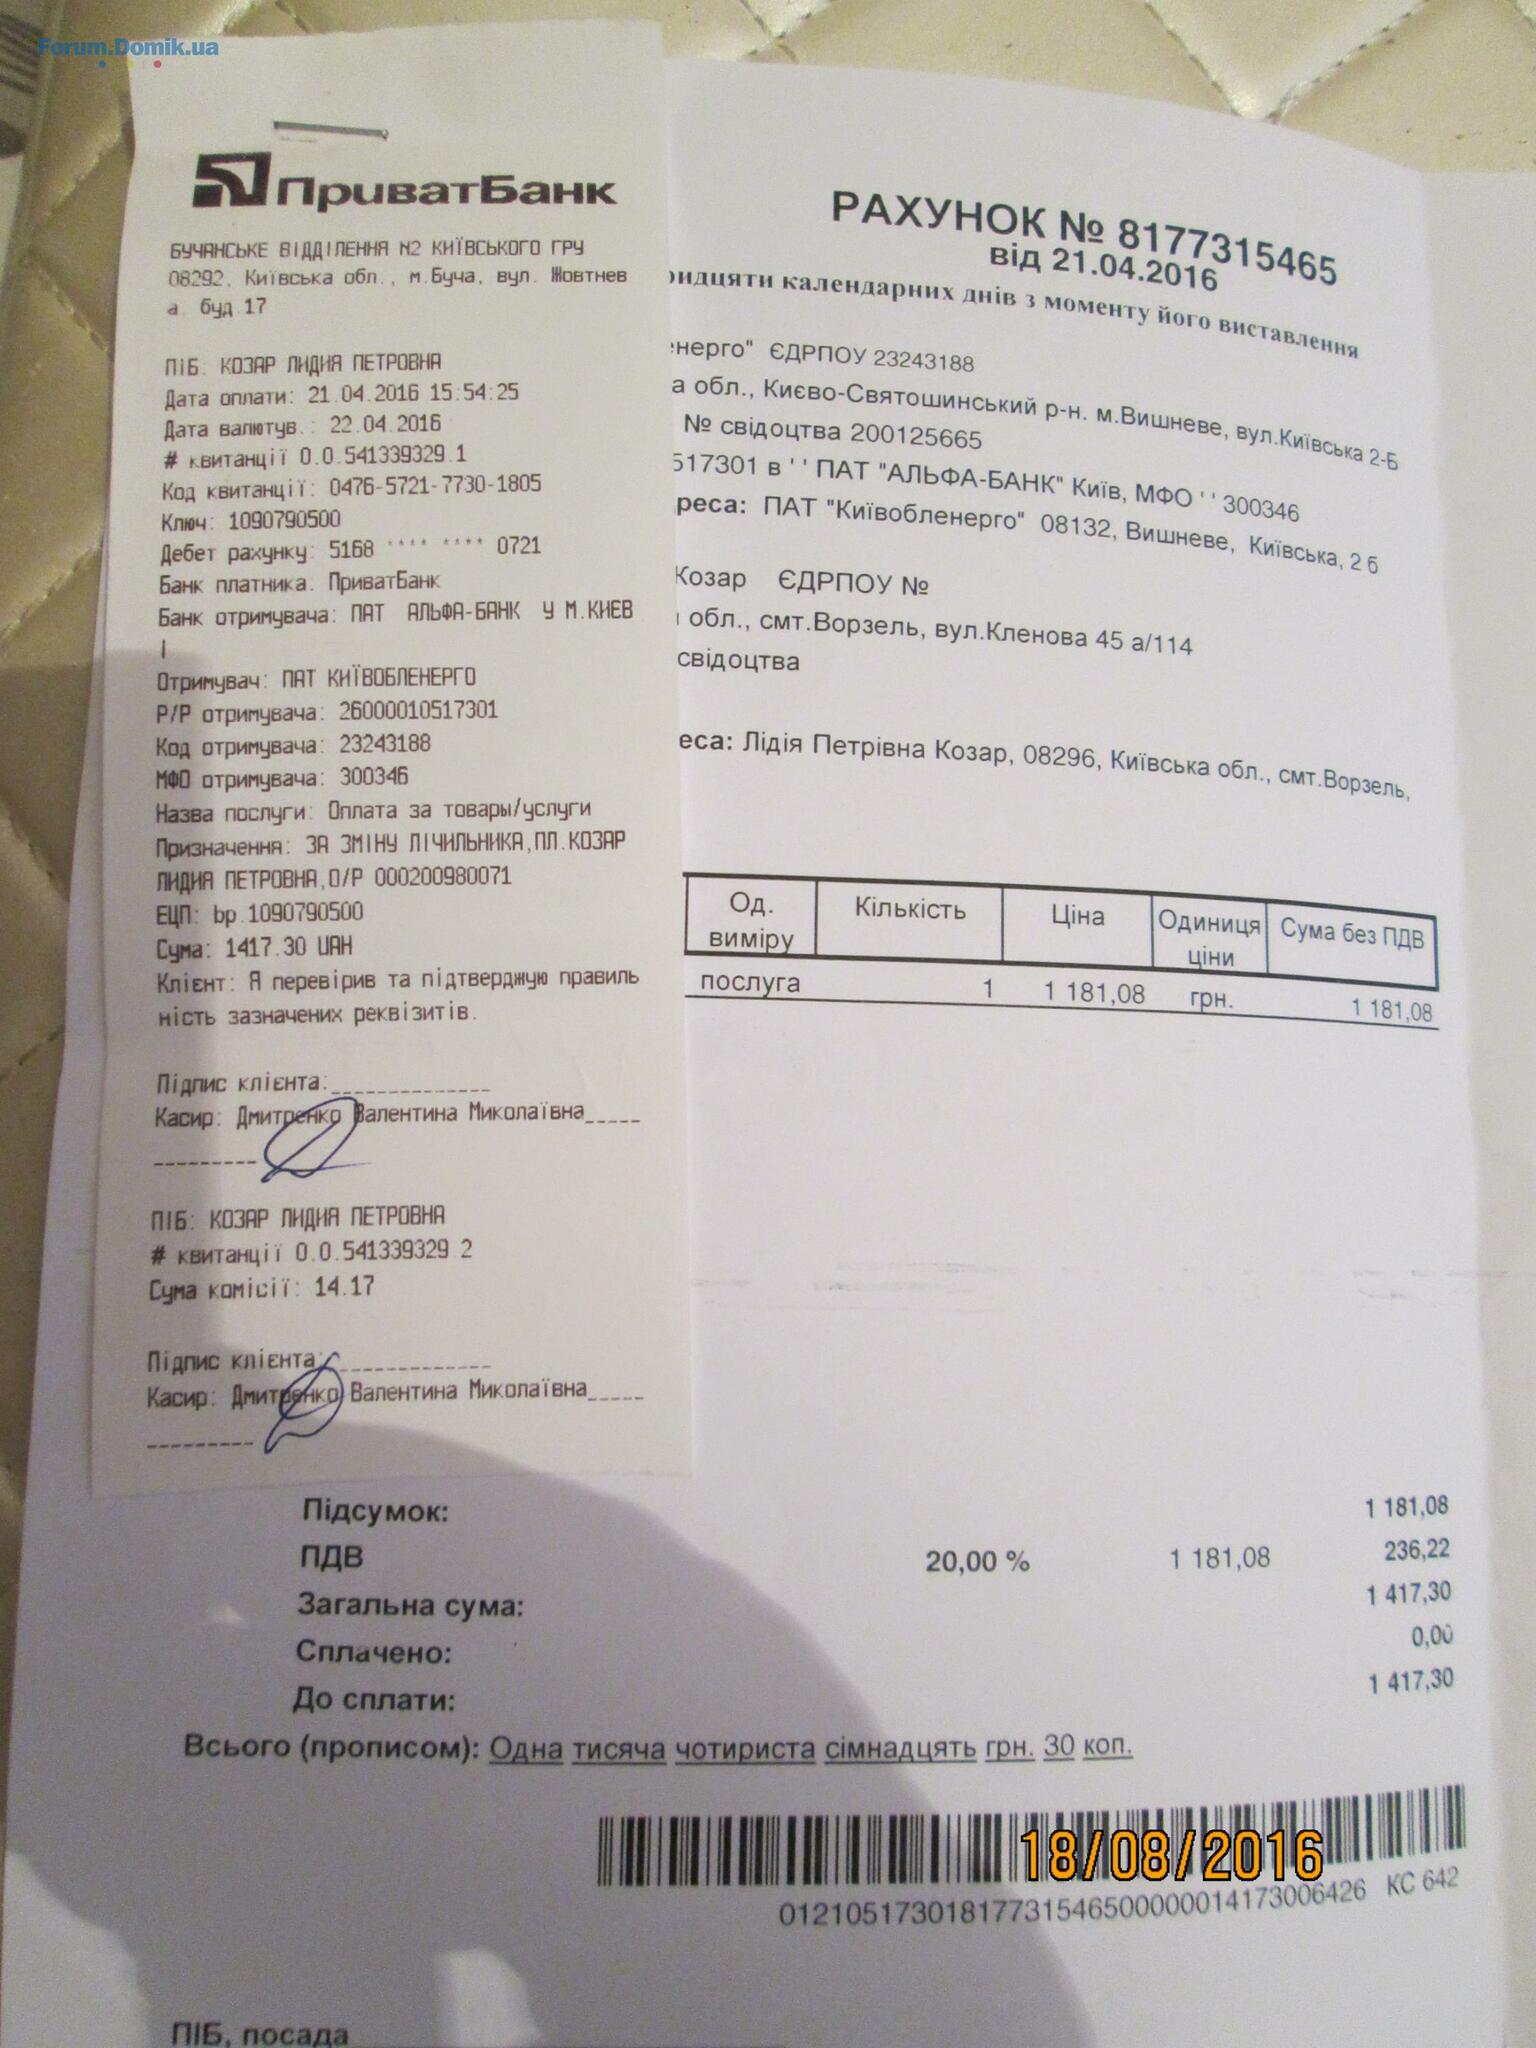 Forum.Domik.ua
ПриватБанк
БУЧАНСЬКЕ ВІДДІЛЕННЯ N2 КИЇВСЬКОГО ГРУ
08292, Київська обл., м.Буча, вул. Жовтнев
а буд.17
ПІБ: КОЗАР ЛИДИЯ ПЕТРОВНА
Дата оплати: 21.04.2016 15:54:25
Дата валютув.: 22.04.2016
# квитанції 0.0.541339329.1
Код квитанції: 0476-5721-7730-1805
Ключ: 1090790500
Дебет рахунку: 5168 **** **** 0721
Банк платника. ПриватБанк
Банк отримувача: ПАТ АЛЬФА-БАНК У М.КИЄВ
І
Отримувач: ПАТ КИЇВОБЛЕНЕРГО
Р/Р отримувача: 26000010517301
Код отримувача: 23243188
МФО отримувача: 300346
Назва послуги: Оплата за товары/услуги
Призначення: ЗА ЗМІНУ ЛІЧИЛЬНИКА,ПЛ.КОЗАР
ЛИДИЯ ПЕТРОВНА,О/Р 000200980071
ЕЦП: bp.1090790500
Сума: 1417.30 UAH
Клієнт: Я перевірив та підтверджую правиль
ність зазначених реквізитів.
Підпис клієнта:______________
Касир: Дмитренко Валентина Миколаївна_____
_________
ПІБ: КОЗАР ЛИДИЯ ПЕТРОВНА
# квитанції 0.0.541339329.2
Сума комісії: 14.17
Підпис клієнта:______________
Касир: Дмитренко Валентина Миколаївна_____
_________
РАХУНОК № 8177315465
від 21.04.2016
ридцяти календарних днів з моменту його виставлення
енерго" ЄДРПОУ 23243188
а обл., Києво-Святошинський р-н. м.Вишневе, вул.Київська 2-Б
№ свідоцтва 200125665
517301 в ' ' ПАТ "АЛЬФА-БАНК" Київ, МФО ' ' 300346
реса: ПАТ "Київобленерго" 08132, Вишневе, Київська, 2 б
Козар ЄДРПОУ №
обл., смт.Ворзель, вул.Кленова 45 а/114
свідоцтва
еса: Лідія Петрівна Козар, 08296, Київська обл., смт.Ворзель,
Од. виміру Кількість Ціна Одиниця ціни Сума без ПДВ
послуга 1 1 181,08 грн. 1 181,08
Підсумок: 1 181,08
ПДВ 20,00 % 1 181,08 236,22
Загальна сума: 1 417,30
Сплачено: 0,00
До сплати: 1 417,30
Всього (прописом): Одна тисяча чотириста сімнадцять грн. 30 коп.
18/08/2016
01210517301817731546500000014173006426 КС 642
ПІБ, посада